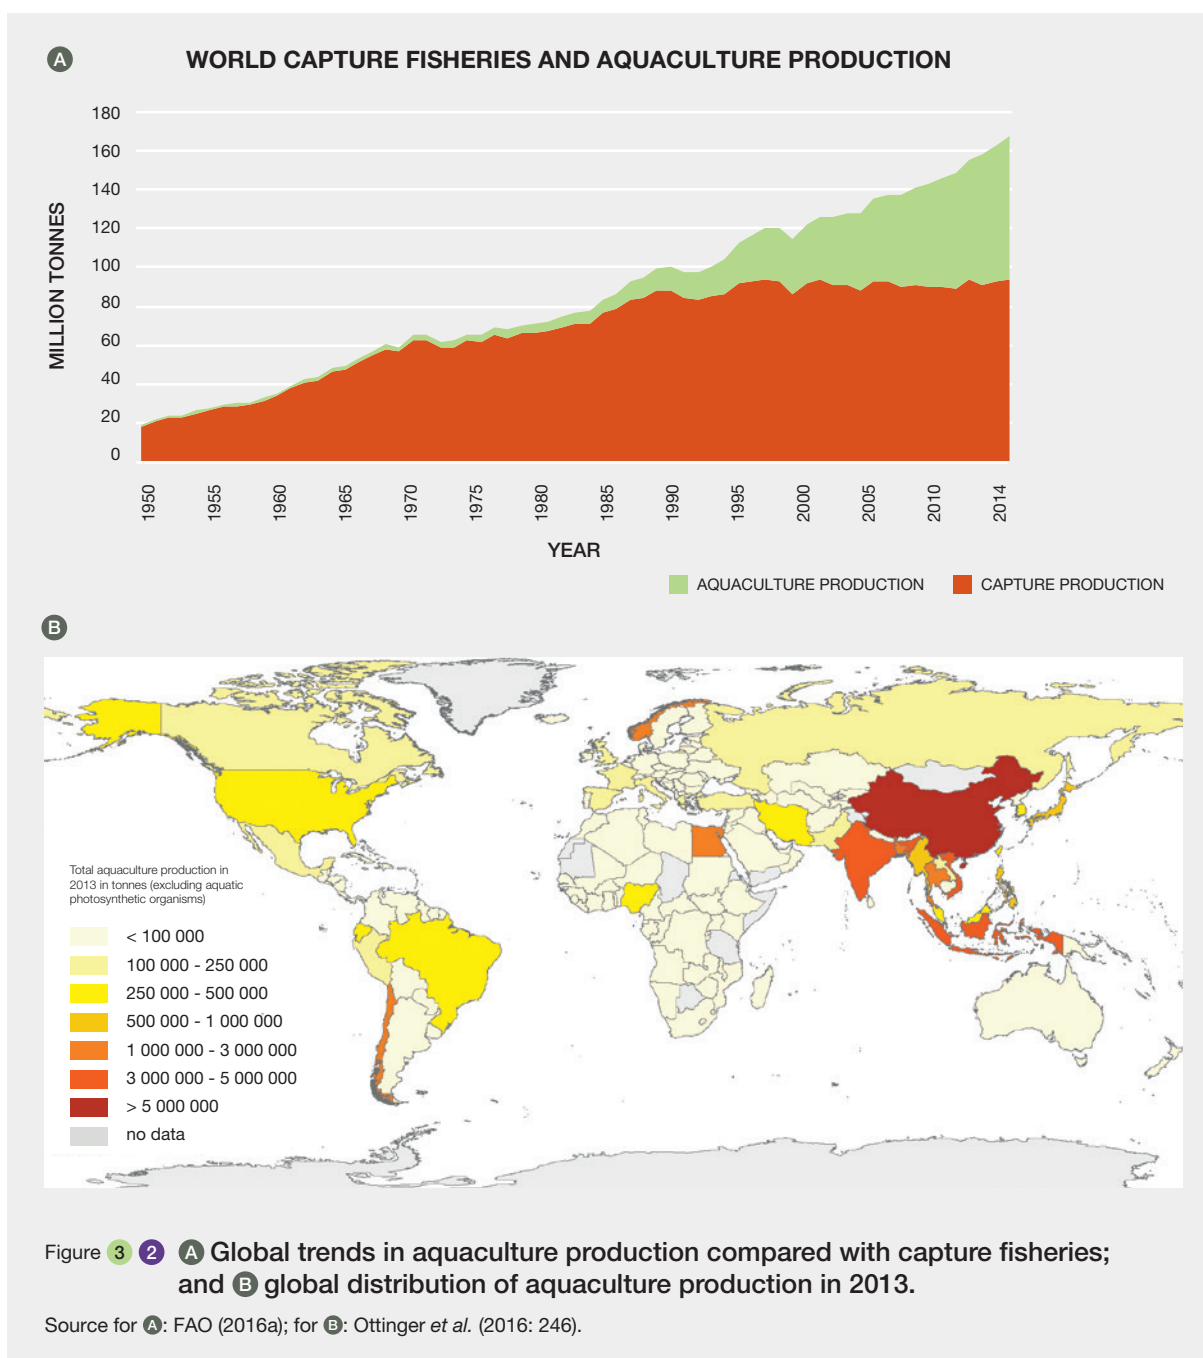 A
WORLD CAPTURE FISHERIES AND AQUACULTURE PRODUCTION
MILLION TONNES
180
160
140
120
100
80
60
40
20
0
1950
1955
1960
1965
1970
1975
1980
1985
1990
1995
2000
2005
2010
2014
YEAR
AQUACULTURE PRODUCTION
CAPTURE PRODUCTION
B
Total aquaculture production in
2013 in tonnes (excluding aquatic
photosynthetic organisms)
< 100 000
100 000 - 250 000
250 000 - 500 000
500 000 - 1 000 000
1 000 000 - 3 000 000
3 000 000 - 5 000 000
> 5 000 000
no data
Figure 3 2 A Global trends in aquaculture production compared with capture fisheries;
and B global distribution of aquaculture production in 2013.
Source for A: FAO (2016a); for B: Ottinger et al. (2016: 246).